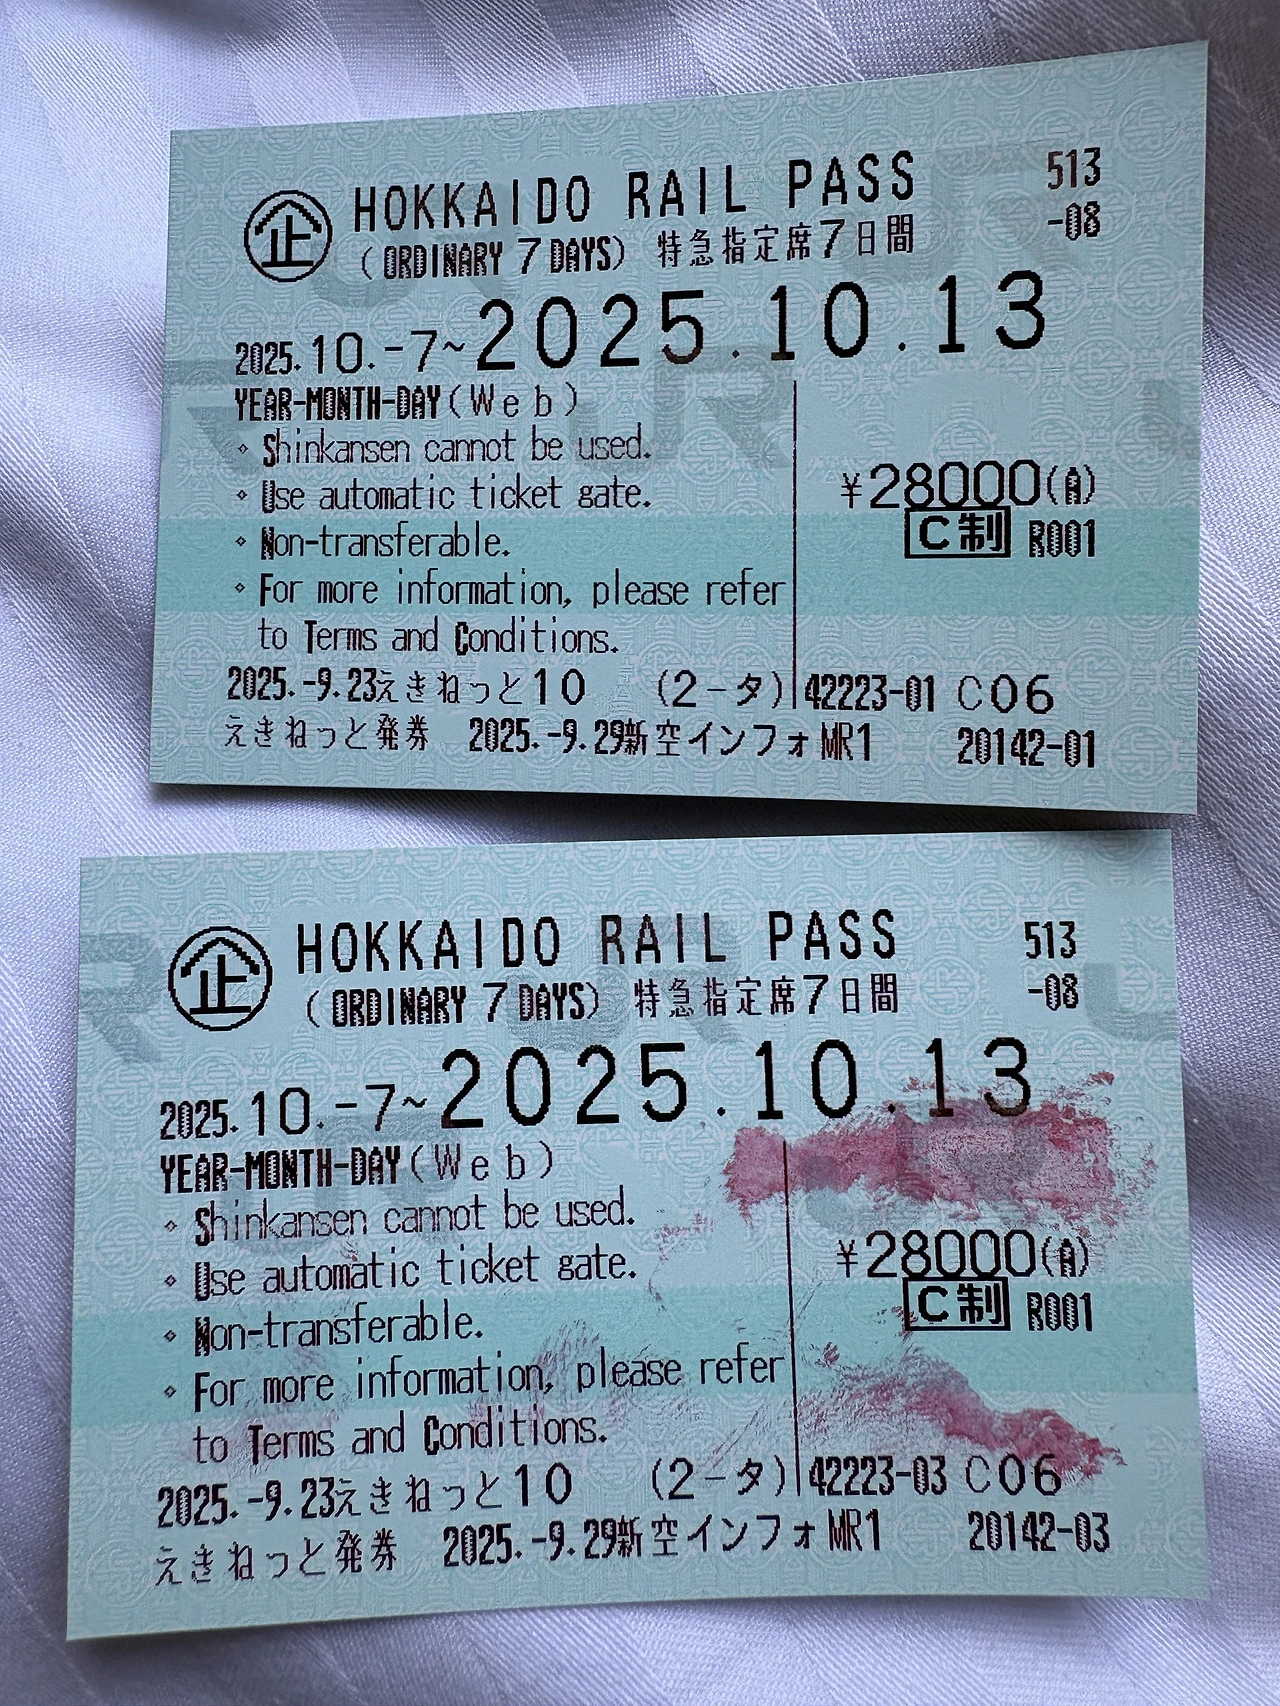 企 HOKKAIDO RAIL PASS 513
(ORDINARY 7 DAYS) 特急指定席7日間 -08
2025.10.-7~2025.10.13
YEAR-MONTH-DAY(Web)
◦ Shinkansen cannot be used.
◦ Use automatic ticket gate. ¥28000(A)
◦ Non-transferable. C制 R001
◦ For more information, please refer
to Terms and Conditions.
2025.-9.23えきねっと10 (2-タ) 42223-01 C06
えきねっと発券 2025.-9.29新空インフォMR1 20142-01
企 HOKKAIDO RAIL PASS 513
(ORDINARY 7 DAYS) 特急指定席7日間 -08
2025.10.-7~2025.10.13
YEAR-MONTH-DAY(Web)
◦ Shinkansen cannot be used.
◦ Use automatic ticket gate. ¥28000(A)
◦ Non-transferable. C制 R001
◦ For more information, please refer
to Terms and Conditions.
2025.-9.23えきねっと10 (2-タ) 42223-03 C06
えきねっと発券 2025.-9.29新空インフォMR1 20142-03